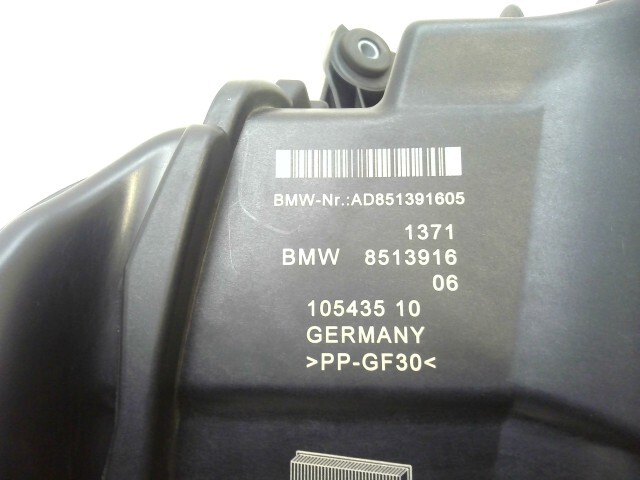 BMW-Nr.:AD851391605
1371
BMW 8513916
06
105435 10
GERMANY
>PP-GF30<